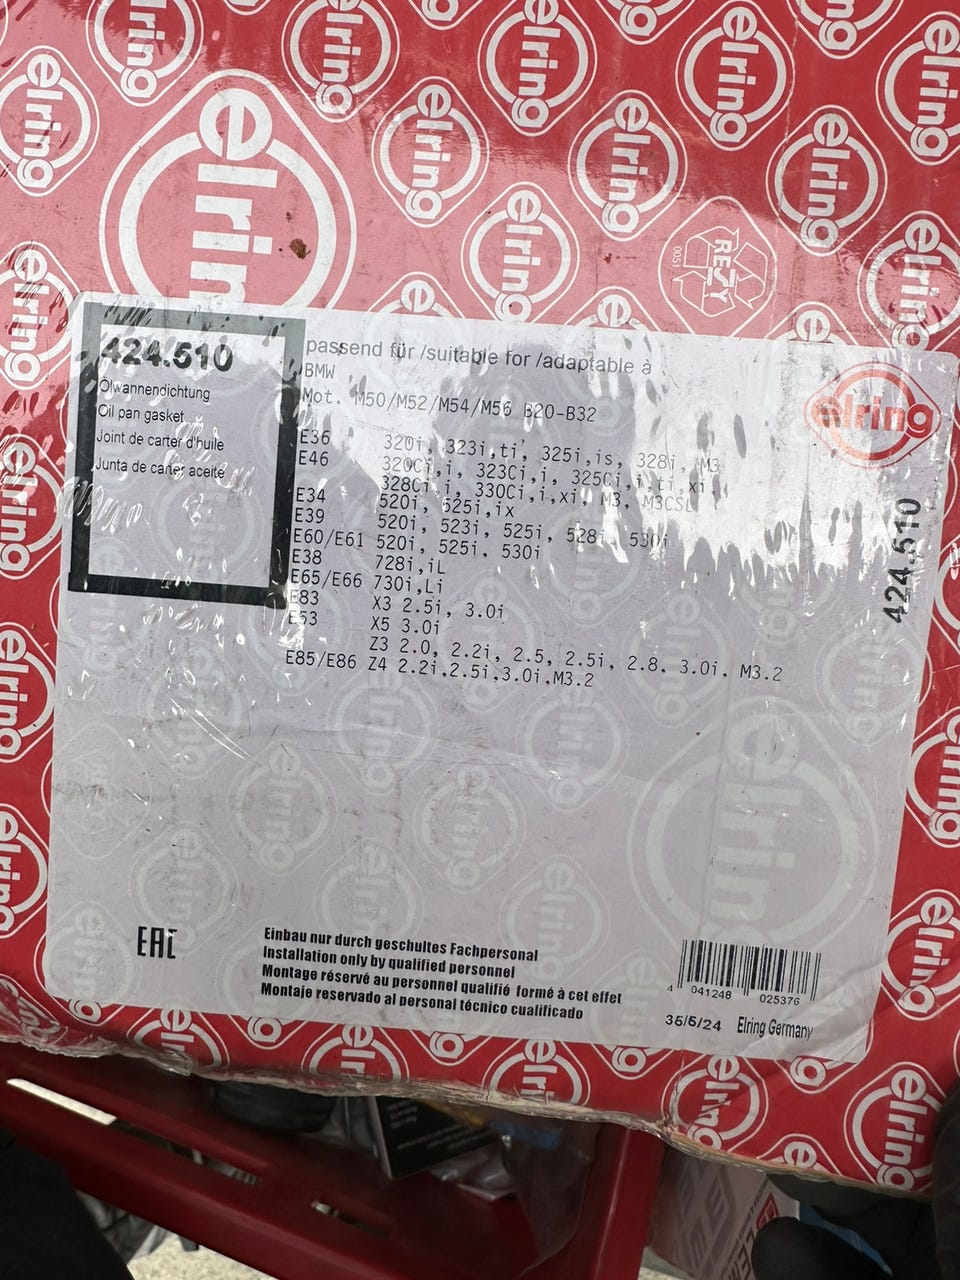 elring
REZY
0051
424.510
Ölwannendichtung
Oil pan gasket
Joint de carter d'huile
Junta de carter aceite
passend für /suitable for /adaptable à
BMW
Mot. M50/M52/M54/M56 B20-B32
E36 320i, 323i,ti, 325i,is, 328i, M3
E46 320Ci,i, 323Ci,i, 325Ci,i,ti,xi,
328Ci,i, 330Ci,i,xi, M3, M3CSL
E34 520i, 525i,ix
E39 520i, 523i, 525i, 528i, 530i
E60/E61 520i, 525i. 530i
E38 728i,iL
E65/E66 730i,Li
E83 X3 2.5i, 3.0i
E53 X5 3.0i
Z3 2.0, 2.2i, 2.5, 2.5i, 2.8, 3.0i, M3.2
E85/E86 Z4 2.2i,2.5i,3.0i,M3.2
elring
424.510
EAC
Einbau nur durch geschultes Fachpersonal
Installation only by qualified personnel
Montage réservé au personnel qualifié formé à cet effet
Montaje reservado al personal técnico cualificado
4 041248 025376
35/5/24 Elring Germany